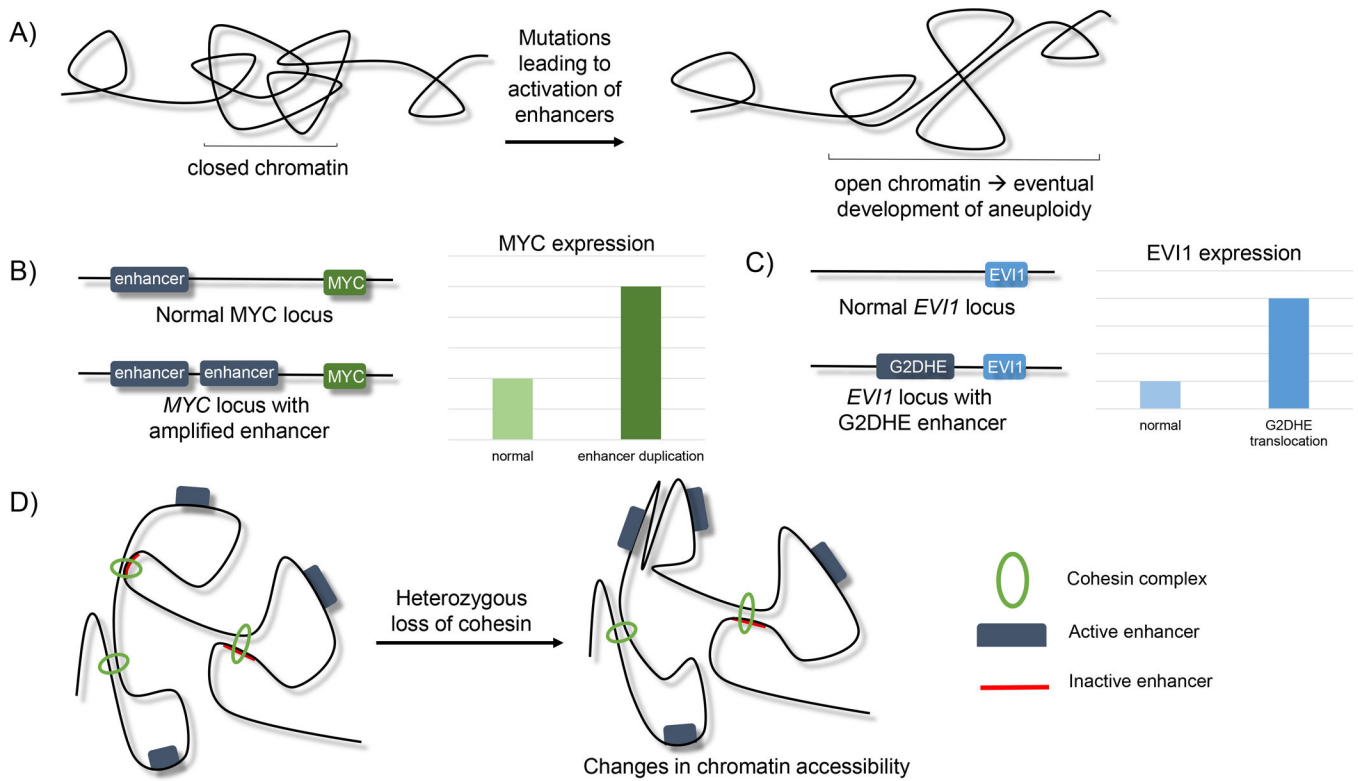 A)
closed chromatin
Mutations
leading to
activation of
enhancers
open chromatin → eventual
development of aneuploidy
B)
enhancer
MYC
Normal MYC locus
enhancer
enhancer
MYC
MYC locus with
amplified enhancer
MYC expression
normal
enhancer duplication
C)
EVI1
Normal EVI1 locus
G2DHE
EVI1
EVI1 locus with
G2DHE enhancer
EVI1 expression
normal
G2DHE
translocation
D)
Heterozygous
loss of cohesin
Changes in chromatin accessibility
Cohesin complex
Active enhancer
Inactive enhancer